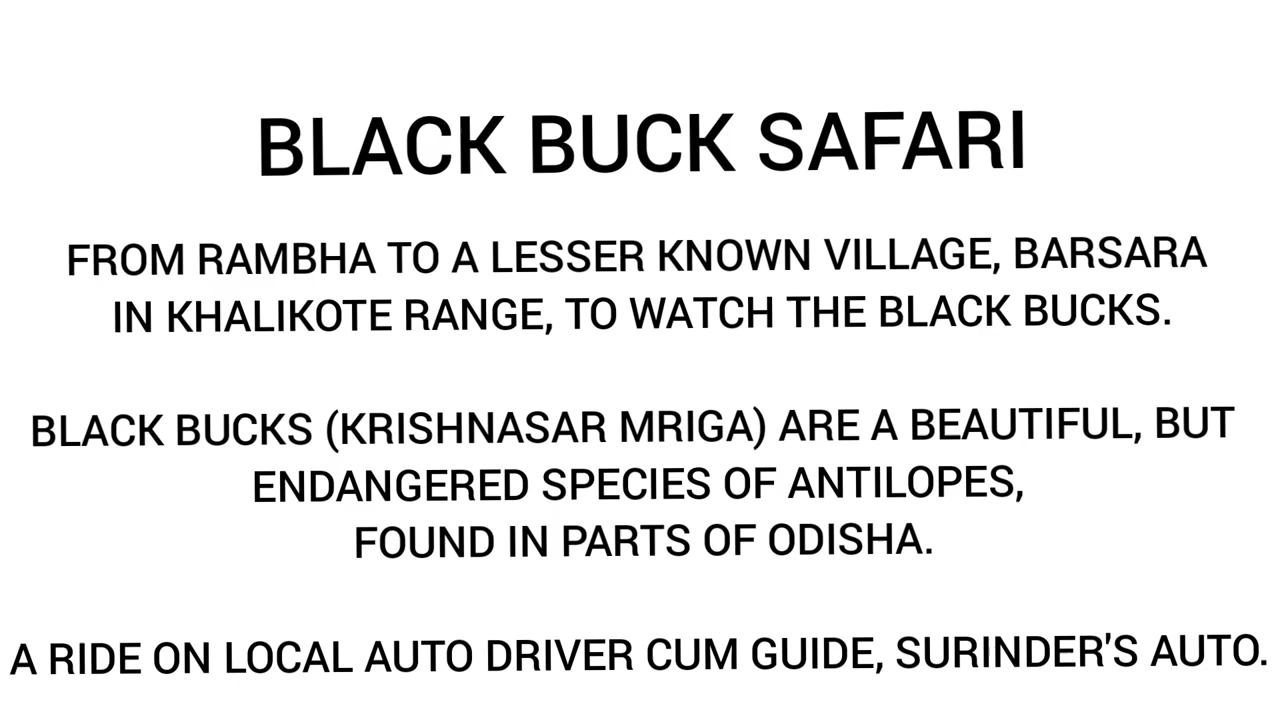 BLACK BUCK SAFARI
FROM RAMBHA TO A LESSER KNOWN VILLAGE, BARSARA
IN KHALIKOTE RANGE, TO WATCH THE BLACK BUCKS.
BLACK BUCKS (KRISHNASAR MRIGA) ARE A BEAUTIFUL, BUT
ENDANGERED SPECIES OF ANTILOPES,
FOUND IN PARTS OF ODISHA.
A RIDE ON LOCAL AUTO DRIVER CUM GUIDE, SURINDER'S AUTO.